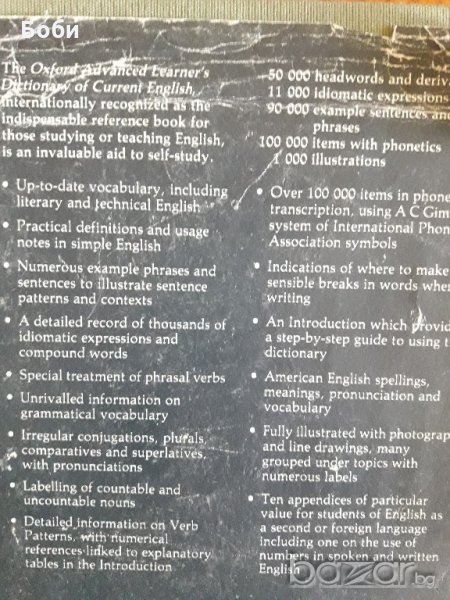 Боби
The Oxford Advanced Learner's
Dictionary of Current English,
internationally recognized as the
indispensable reference book for
those studying or teaching English,
is an invaluable aid to self-study.
• Up-to-date vocabulary, including
literary and technical English
• Practical definitions and usage
notes in simple English
• Numerous example phrases and
sentences to illustrate sentence
patterns and contexts
• A detailed record of thousands of
idiomatic expressions and
compound words
• Special treatment of phrasal verbs
• Unrivalled information on
grammatical vocabulary
• Irregular conjugations, plurals,
comparatives and superlatives,
with pronunciations
• Labelling of countable and
uncountable nouns
• Detailed information on Verb
Patterns, with numerical
references linked to explanatory
tables in the Introduction
50 000 headwords and deriva
11 000 idiomatic expressions
90 000 example sentences and
phrases
100 000 items with phonetics
1 000 illustrations
• Over 100 000 items in phone
transcription, using A C Gim
system of International Phon
Association symbols
• Indications of where to make
sensible breaks in words when
writing
• An Introduction which provid
a step-by-step guide to using t
dictionary
• American English spellings,
meanings, pronunciation and
vocabulary
• Fully illustrated with photograp
and line drawings, many
grouped under topics with
numerous labels
• Ten appendices of particular
value for students of English as
a second or foreign language
including one on the use of
numbers in spoken and written
English
bazar.bg